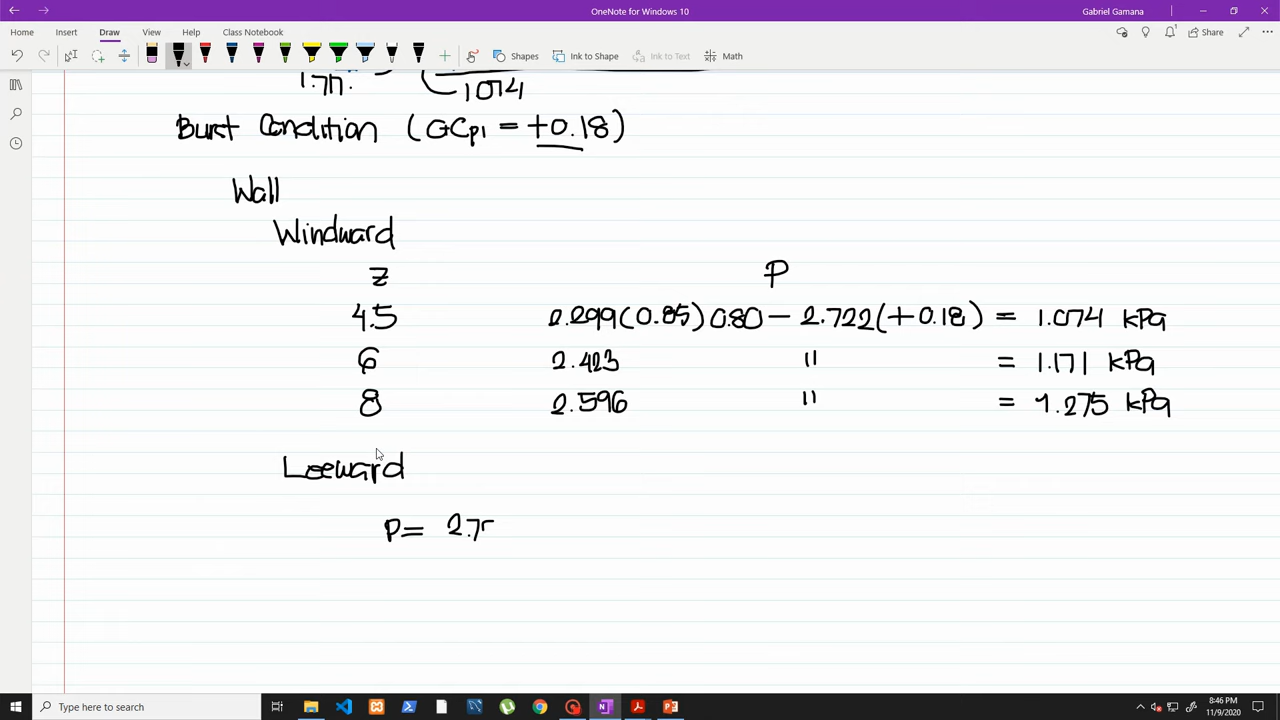 OneNote for Windows 10
Gabriel Gamana
Home Insert Draw View Help Class Notebook
Share
Shapes Ink to Shape Ink to Text Math
1074
Burst Condition (GCpi = +0.18)
Wall
Windward
z P
4.5 2.299(0.85)0.80 - 2.722(+0.18) = 1.074 kPa
6 2.423 " = 1.171 kPa
8 2.596 " = 1.275 kPa
Leeward
P= 2.7
Type here to search
8:46 PM
11/9/2020